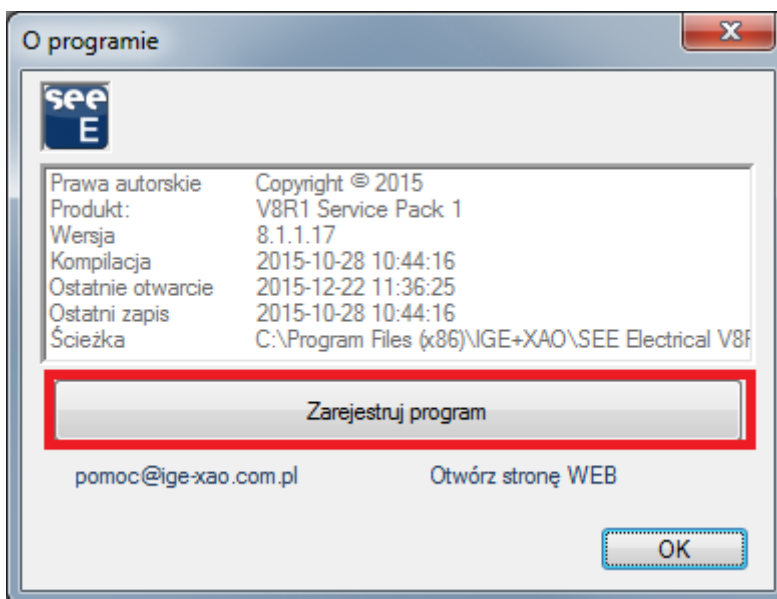 O programie
see
E
Prawa autorskie Copyright © 2015
Produkt: V8R1 Service Pack 1
Wersja 8.1.1.17
Kompilacja 2015-10-28 10:44:16
Ostatnie otwarcie 2015-12-22 11:36:25
Ostatni zapis 2015-10-28 10:44:16
Ścieżka C:\Program Files (x86)\IGE+XAO\SEE Electrical
Zarejestruj program
pomoc@ige-xao.com.pl Otwórz stronę WEB
OK